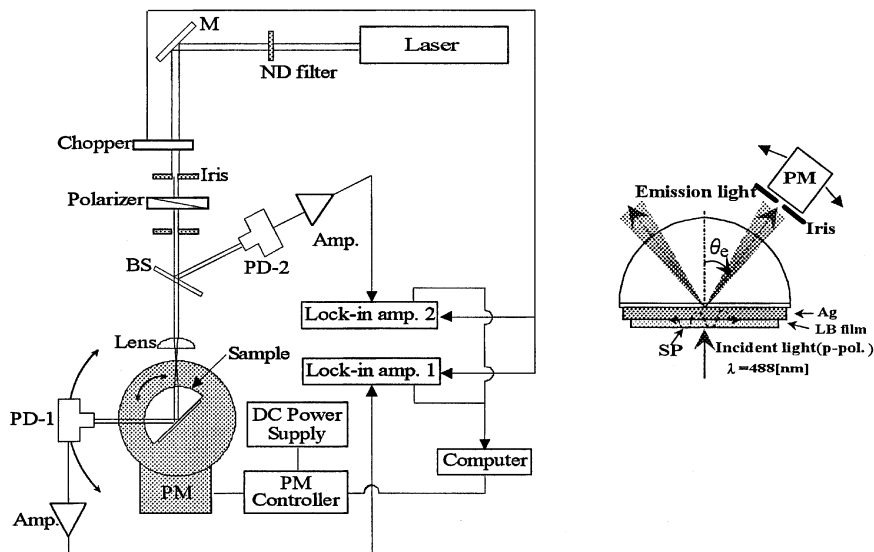 M
Laser
ND filter
Chopper
Iris
Polarizer
Amp.
PD-2
BS
Lock-in amp. 2
Lens
Sample
Lock-in amp. 1
PD-1
DC Power
Supply
Computer
PM
PM
Controller
Amp.
PM
Emission light
Iris
θe
Ag
LB film
SP
Incident light(p-pol.)
λ=488[nm]